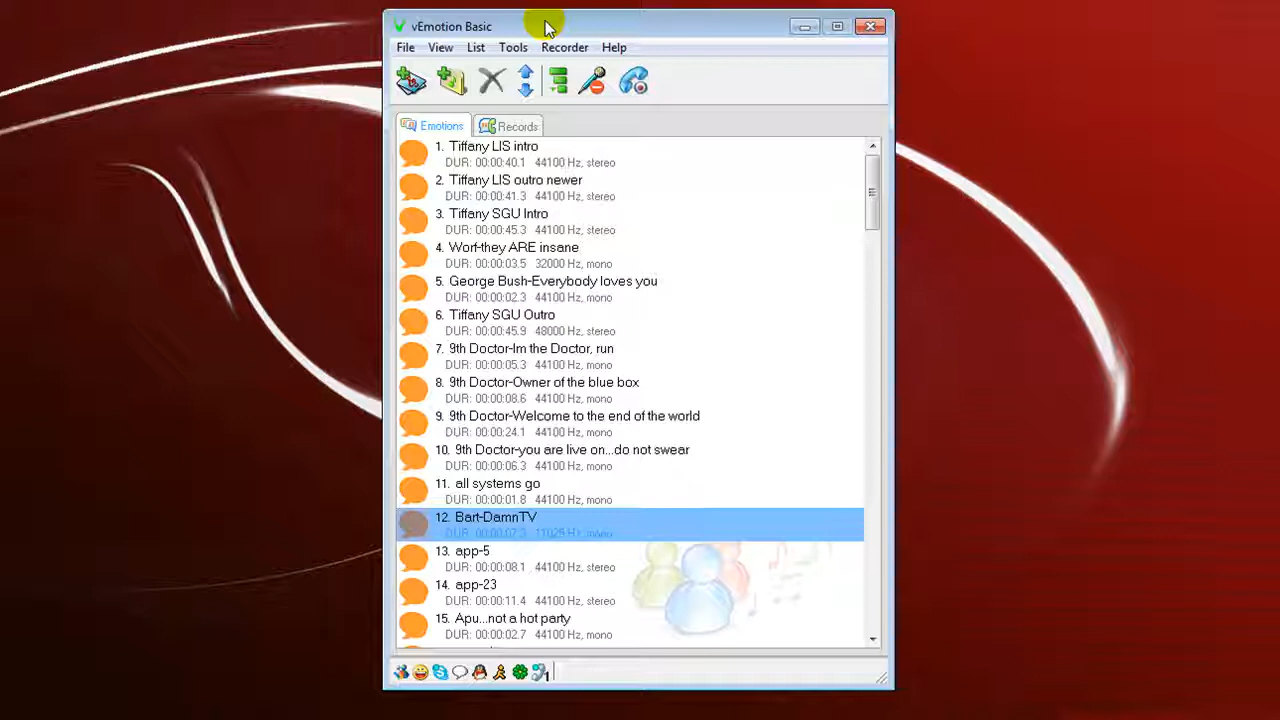 vEmotion Basic
File View List Tools Recorder Help
Emotions Records
1. Tiffany LIS intro
DUR: 00:00:40.1 44100 Hz, stereo
2. Tiffany LIS outro newer
DUR: 00:00:41.3 44100 Hz, stereo
3. Tiffany SGU Intro
DUR: 00:00:45.3 44100 Hz, stereo
4. Worf-they ARE insane
DUR: 00:00:03.5 32000 Hz, mono
5. George Bush-Everybody loves you
DUR: 00:00:02.3 44100 Hz, mono
6. Tiffany SGU Outro
DUR: 00:00:45.9 48000 Hz, stereo
7. 9th Doctor-Im the Doctor, run
DUR: 00:00:05.3 44100 Hz, mono
8. 9th Doctor-Owner of the blue box
DUR: 00:00:08.6 44100 Hz, mono
9. 9th Doctor-Welcome to the end of the world
DUR: 00:00:24.1 44100 Hz, mono
10. 9th Doctor-you are live on...do not swear
DUR: 00:00:06.3 44100 Hz, mono
11. all systems go
DUR: 00:00:01.8 44100 Hz, mono
12. Bart-DamnTV
DUR: 00:00:07.3 11025 Hz, mono
13. app-5
DUR: 00:00:08.1 44100 Hz, stereo
14. app-23
DUR: 00:00:11.4 44100 Hz, stereo
15. Apu...not a hot party
DUR: 00:00:02.7 44100 Hz, mono